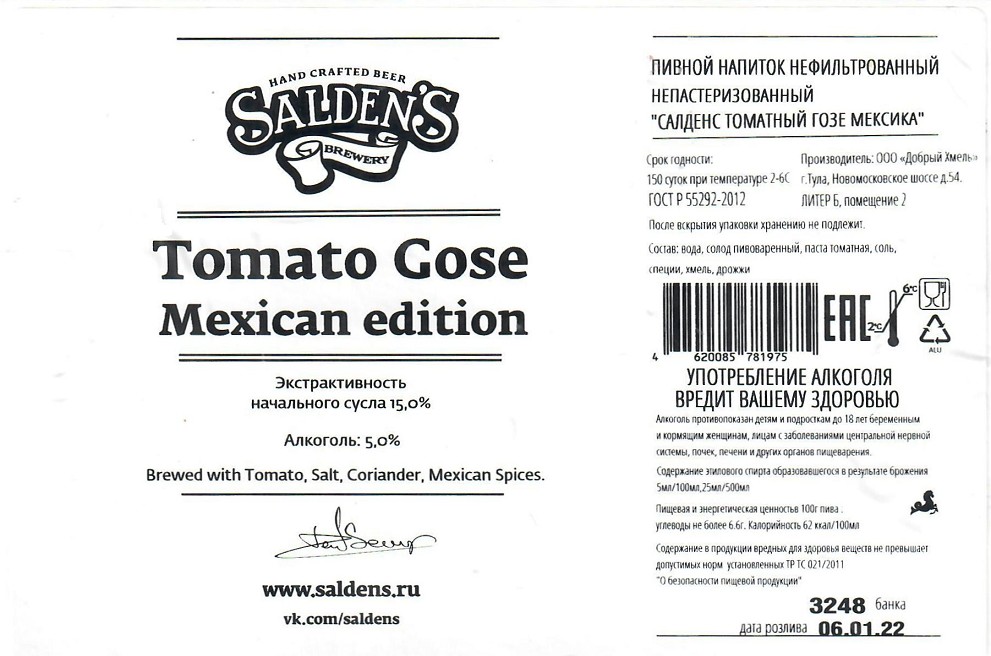 HAND CRAFTED BEER
SALDEN'S
BREWERY
Tomato Gose
Mexican edition
Экстрактивность
начального сусла 15,0%
Алкоголь: 5,0%
Brewed with Tomato, Salt, Coriander, Mexican Spices.
www.saldens.ru
vk.com/saldens
ПИВНОЙ НАПИТОК НЕФИЛЬТРОВАННЫЙ
НЕПАСТЕРИЗОВАННЫЙ
"САЛДЕНС ТОМАТНЫЙ ГОЗЕ МЕКСИКА"
Срок годности:
150 суток при температуре 2-6С
ГОСТ Р 55292-2012
Производитель: ООО «Добрый Хмель»
г.Тула, Новомосковское шоссе д.54.
ЛИТЕР Б, помещение 2
После вскрытия упаковки хранению не подлежит.
Состав: вода, солод пивоваренный, паста томатная, соль,
специи, хмель, дрожжи
4 620085 781975
EAC
6°C
2°C
ALU
УПОТРЕБЛЕНИЕ АЛКОГОЛЯ
ВРЕДИТ ВАШЕМУ ЗДОРОВЬЮ
Алкоголь противопоказан детям и подросткам до 18 лет беременным
и кормящим женщинам, лицам с заболеваниями центральной нервной
системы, почек, печени и других органов пищеварения.
Содержание этилового спирта образовавшегося в результате брожения
5мл/100мл,25мл/500мл
Пищевая и энергетическая ценностьв 100г пива :
углеводы не более 6.6г. Калорийность 62 ккал/100мл
Содержание в продукции вредных для здоровья веществ не превышает
допустимых норм установленных ТР ТС 021/2011
"О безопасности пищевой продукции"
3248 банка
дата розлива 06.01.22